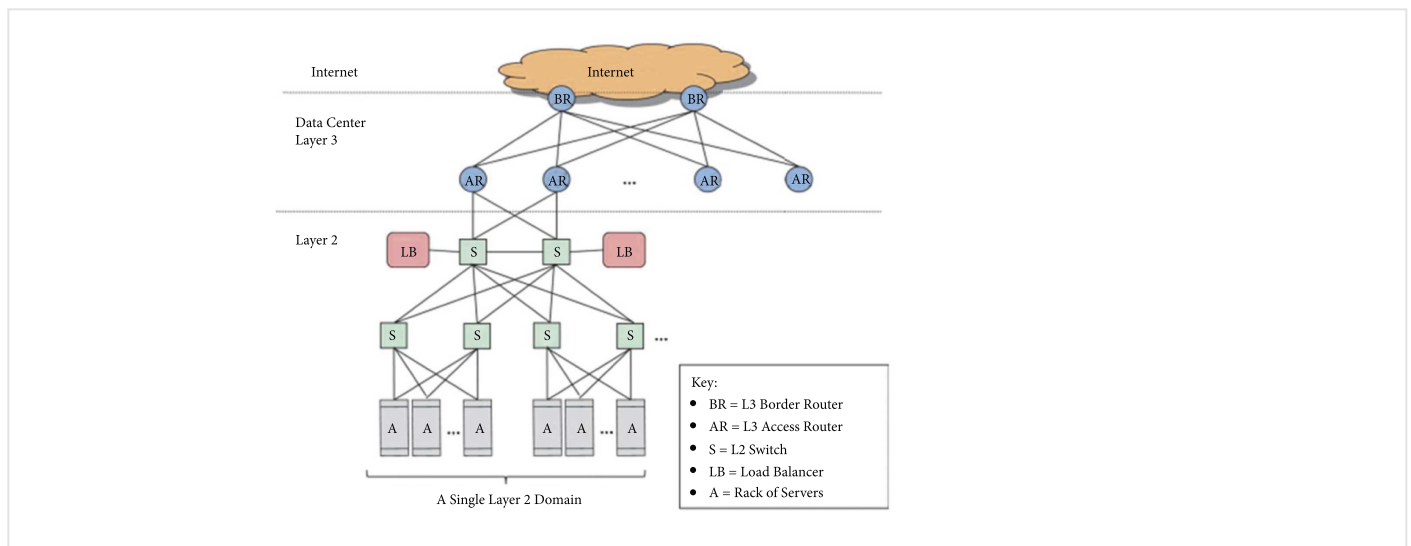 Internet
Internet
BR BR
Data Center
Layer 3
AR AR ... AR AR
Layer 2
LB S S LB
S S S S ...
A A ... A A A ... A
A Single Layer 2 Domain
Key:
• BR = L3 Border Router
• AR = L3 Access Router
• S = L2 Switch
• LB = Load Balancer
• A = Rack of Servers